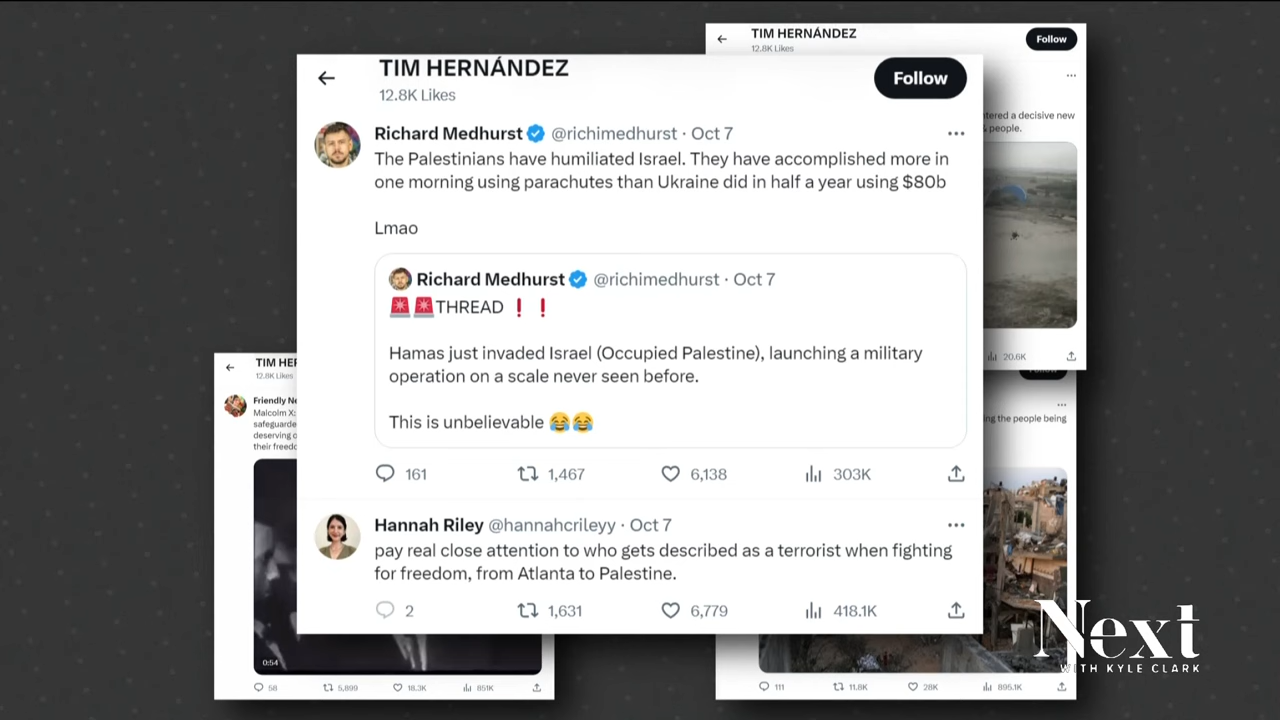 TIM HERNÁNDEZ
12.8K Likes
Follow
TIM HERNÁNDEZ
12.8K Likes
Follow
Richard Medhurst @richimedhurst · Oct 7
The Palestinians have humiliated Israel. They have accomplished more in
one morning using parachutes than Ukraine did in half a year using $80b
Lmao
Richard Medhurst @richimedhurst · Oct 7
🚨🚨THREAD❗❗
Hamas just invaded Israel (Occupied Palestine), launching a military
operation on a scale never seen before.
This is unbelievable 😂😂
161 1,467 6,138 303K
Hannah Riley @hannahcrileyy · Oct 7
pay real close attention to who gets described as a terrorist when fighting
for freedom, from Atlanta to Palestine.
2 1,631 6,779 418.1K
a decisive new
people.
20.6K
the people being
111 11.8K 28K 895.1K
TIM
12.8K Likes
Friendly
Malcolm X:
deserving
their
0:54
58 5,899 18.3K 851K
Next
WITH KYLE CLARK